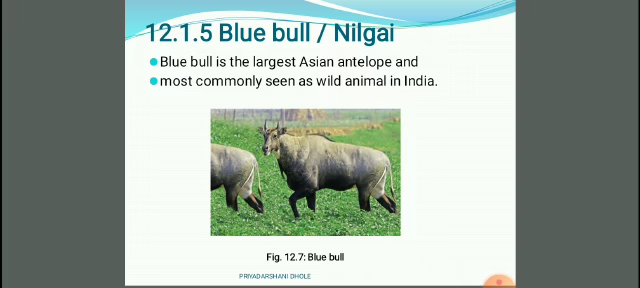 12.1.5 Blue bull / Nilgai
Blue bull is the largest Asian antelope and
most commonly seen as wild animal in India.
Fig. 12.7: Blue bull
PRIYADARSHANI DHOLE